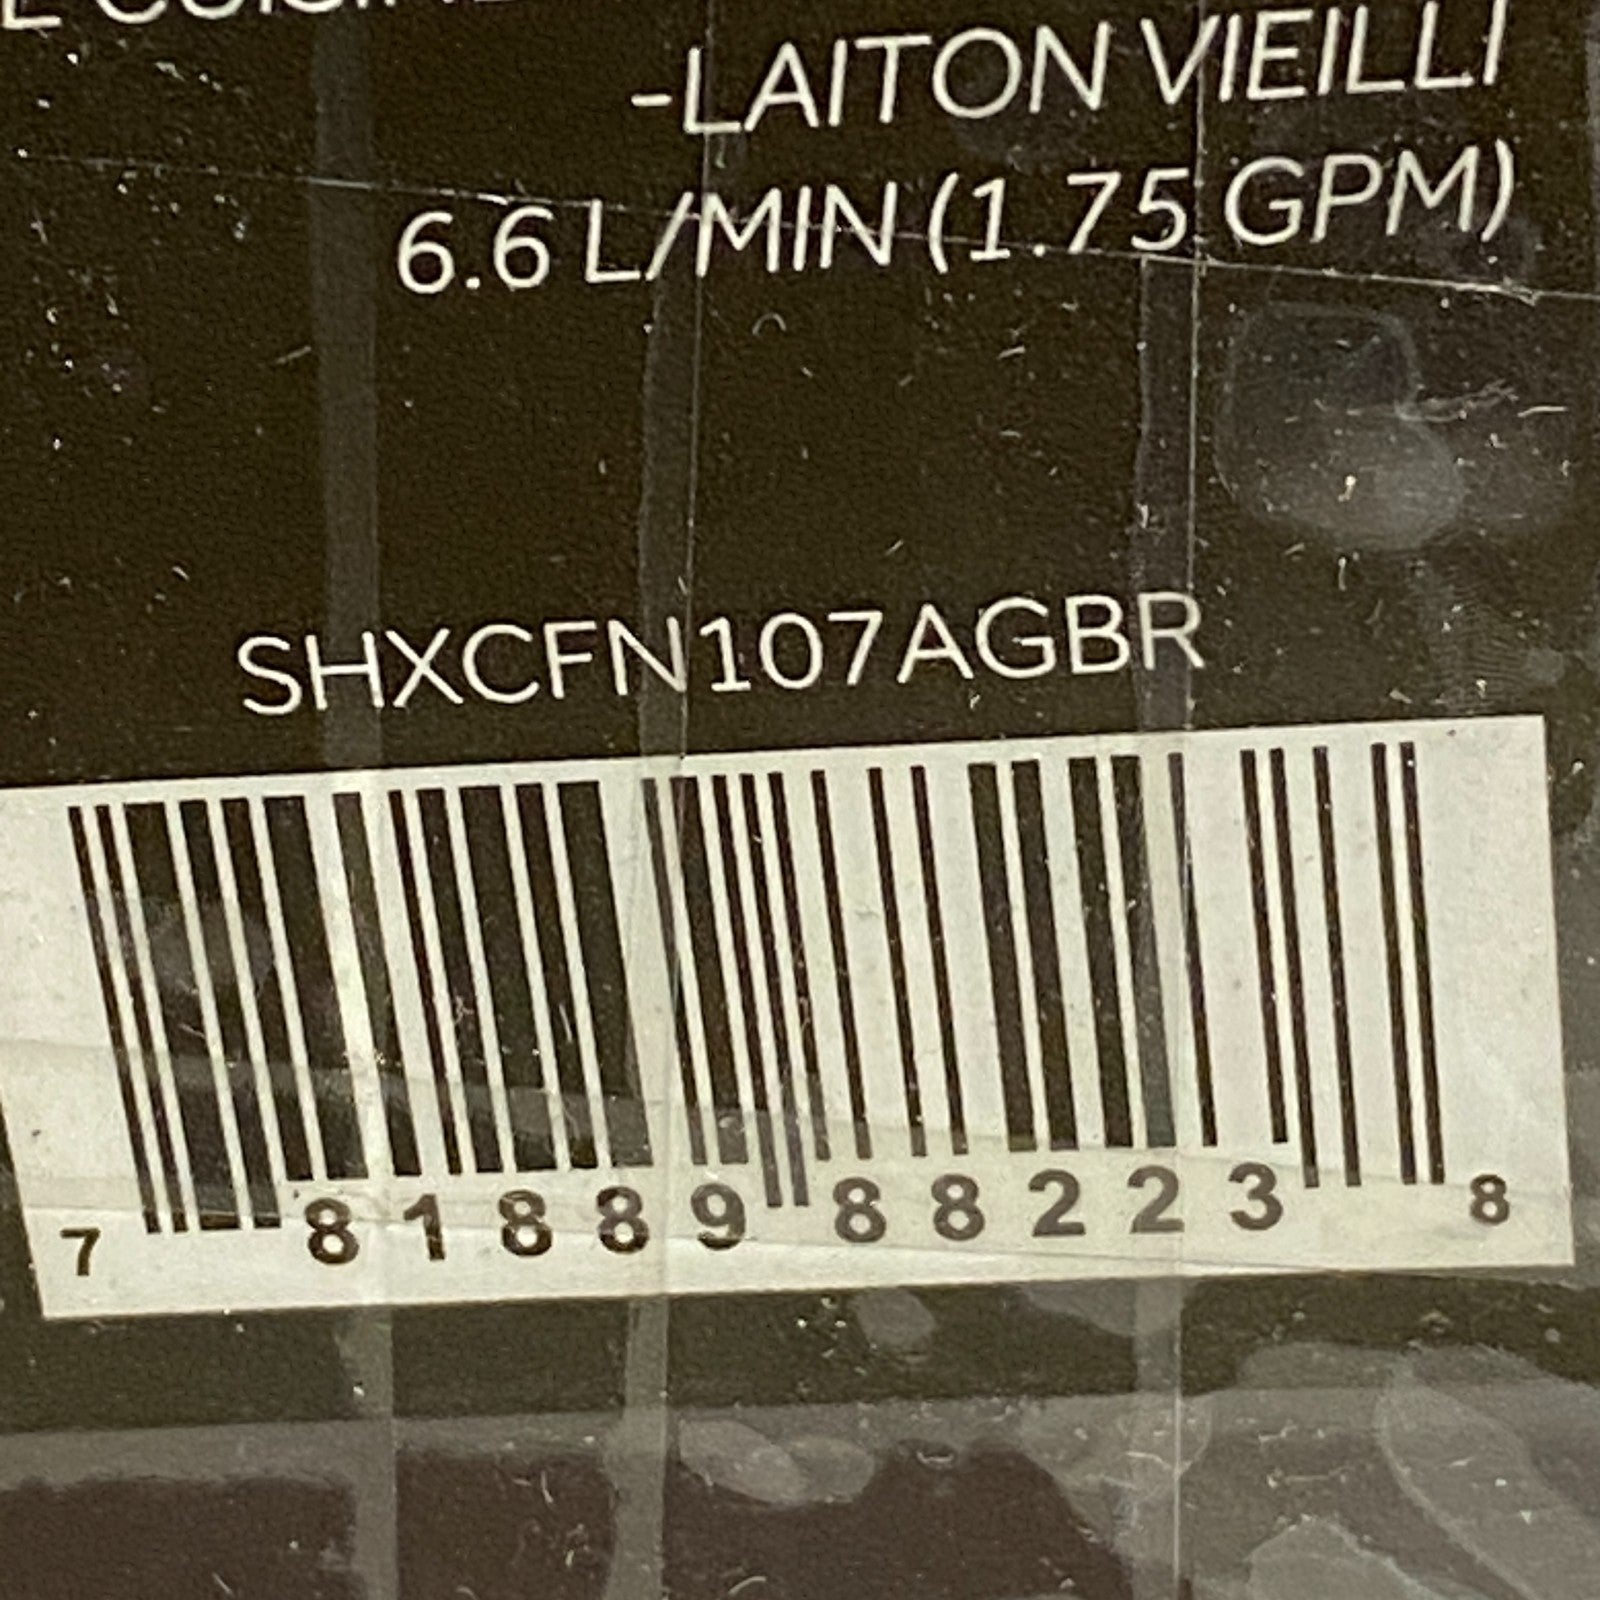 -LAITON VIEILLI
6.6 L/MIN (1.75 GPM)
SHXCFN107AGBR
7 81889 88223 8